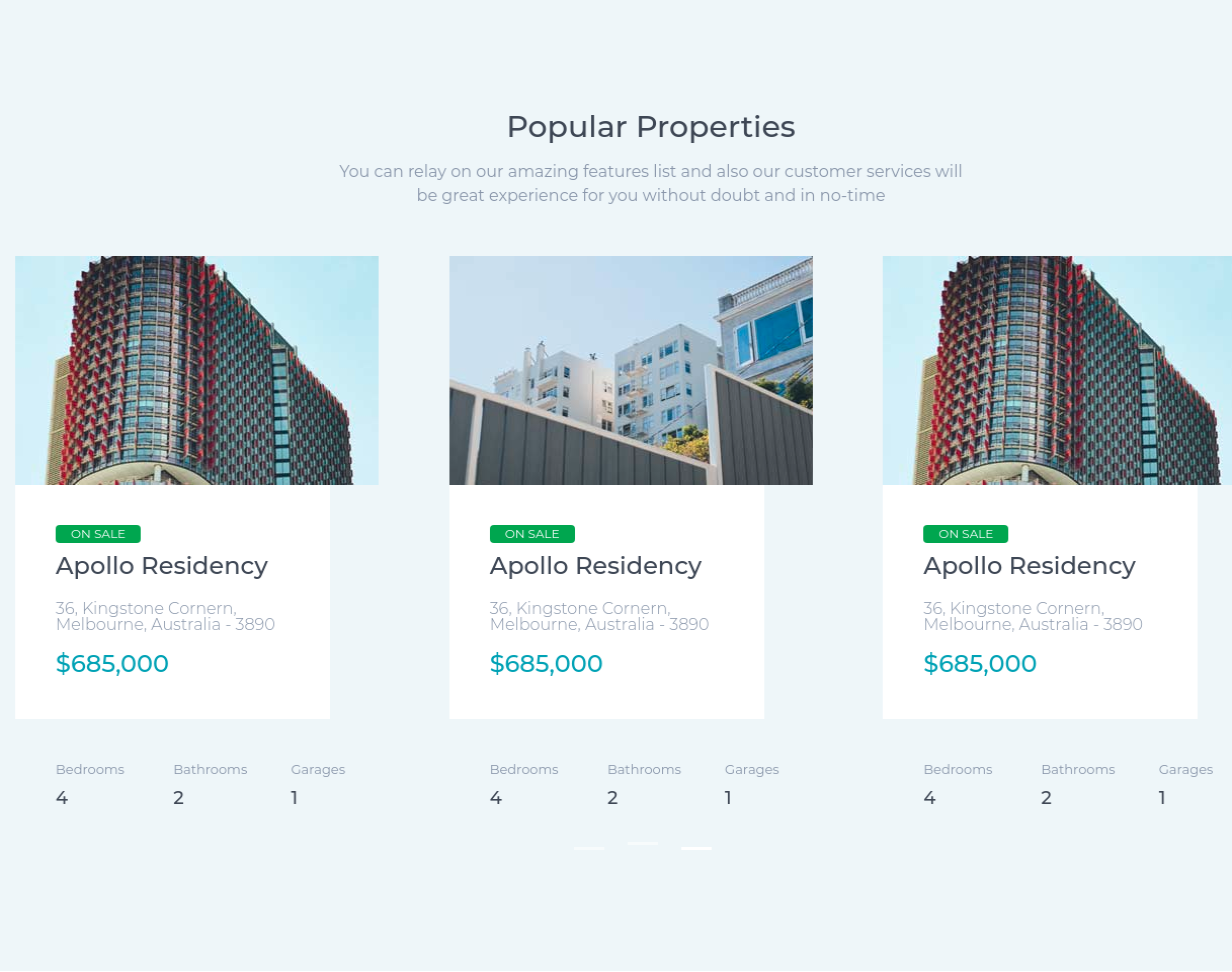 Popular Properties
You can relay on our amazing features list and also our customer services will
be great experience for you without doubt and in no-time
ON SALE
Apollo Residency
36, Kingstone Cornern,
Melbourne, Australia - 3890
$685,000
Bedrooms Bathrooms Garages
4 2 1
ON SALE
Apollo Residency
36, Kingstone Cornern,
Melbourne, Australia - 3890
$685,000
Bedrooms Bathrooms Garages
4 2 1
ON SALE
Apollo Residency
36, Kingstone Cornern,
Melbourne, Australia - 3890
$685,000
Bedrooms Bathrooms Garages
4 2 1